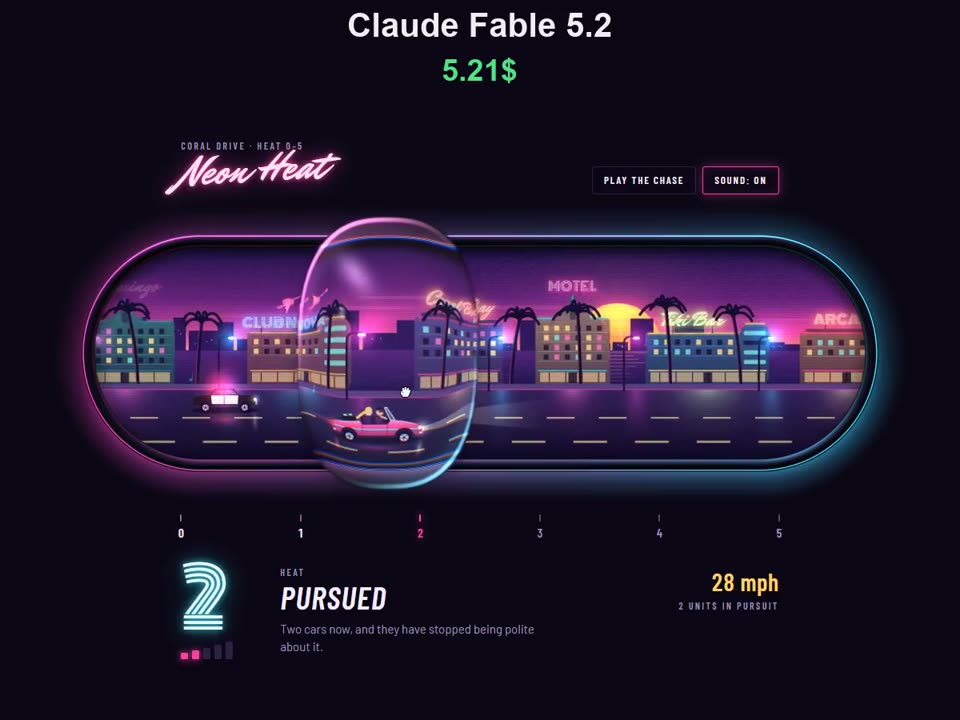 Claude Fable 5.2
5.21$
CORAL DRIVE · HEAT 0-5
Neon Heat
PLAY THE CHASE
SOUND: ON
MOTEL
CLUB
Tiki Bar
ARCA
0 1 2 3 4 5
2
HEAT
PURSUED
Two cars now, and they have stopped being polite
about it.
28 mph
2 UNITS IN PURSUIT